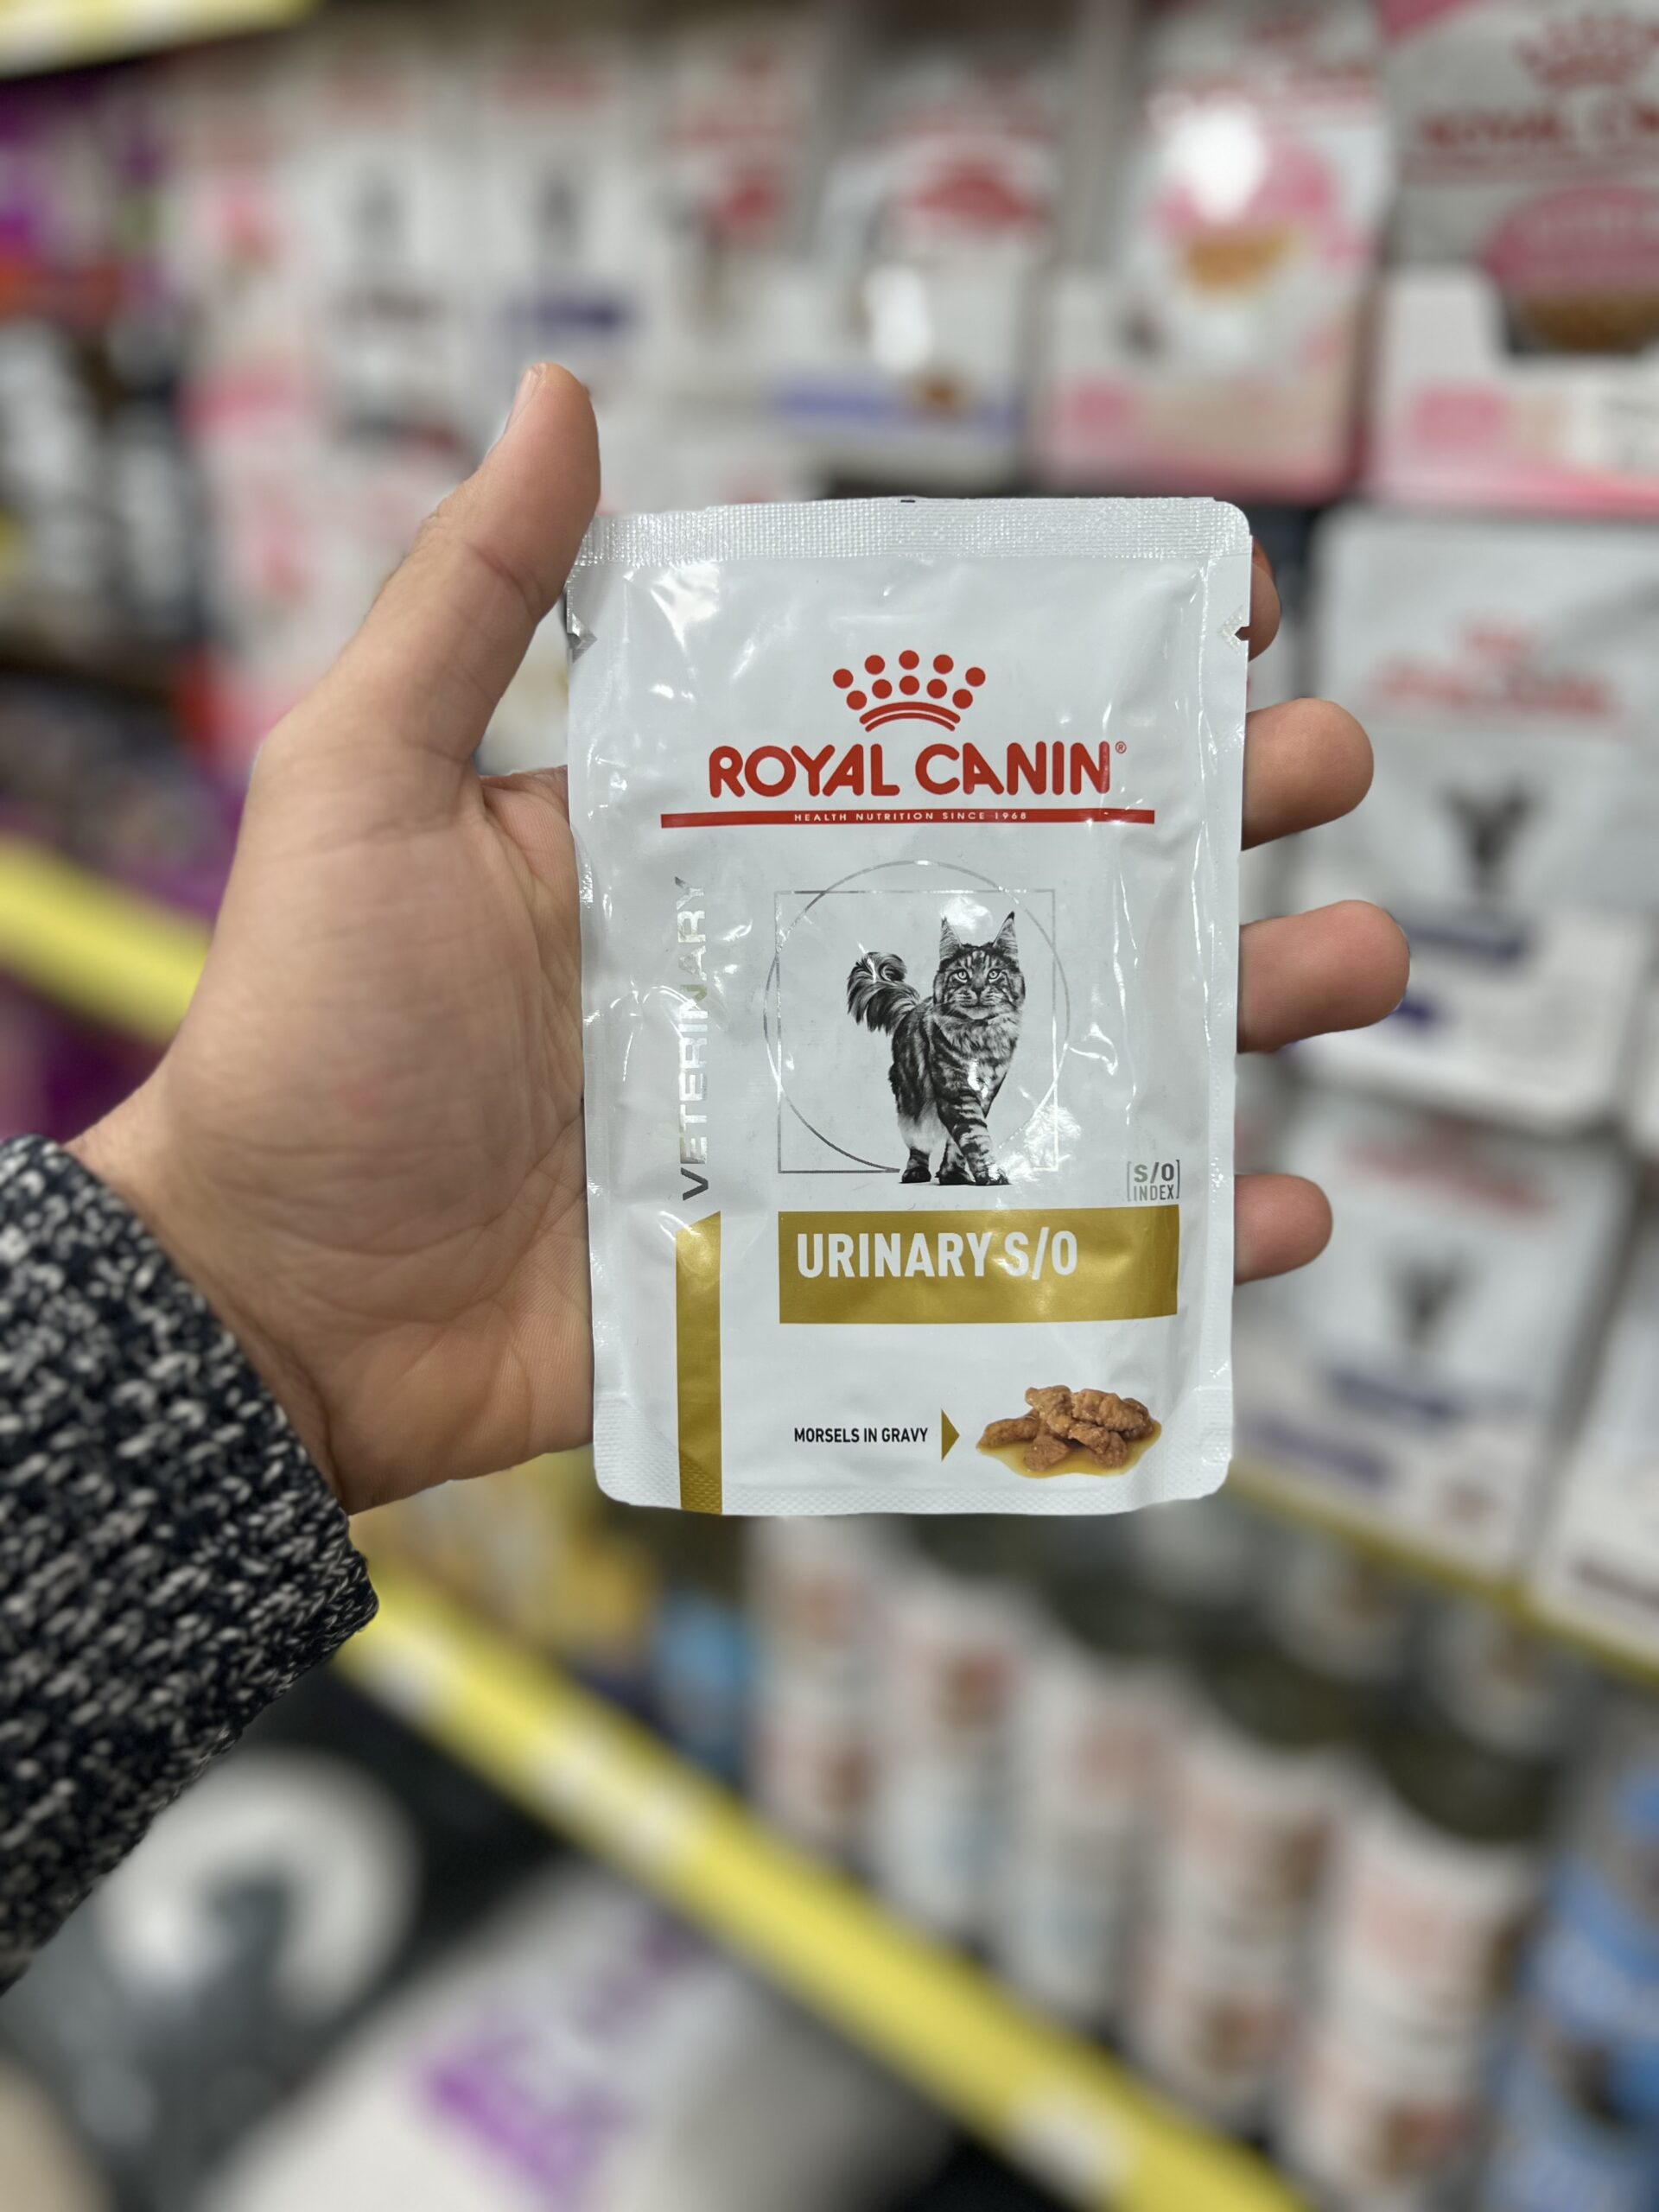 ROYAL CANIN®
HEALTH NUTRITION SINCE 1968
VETERINARY
S/O
INDEX
URINARY S/O
MORSELS IN GRAVY